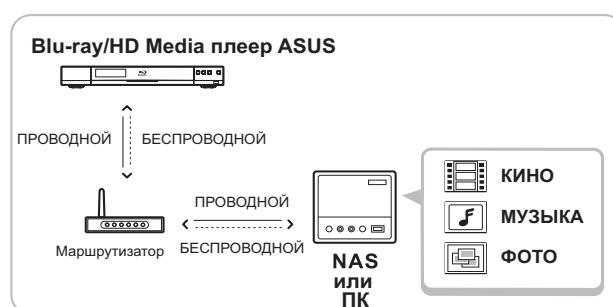 Blu-ray/HD Media плеер ASUS
ПРОВОДНОЙ
БЕСПРОВОДНОЙ
ПРОВОДНОЙ
БЕСПРОВОДНОЙ
Маршрутизатор
NAS
или
ПК
КИНО
МУЗЫКА
ФОТО